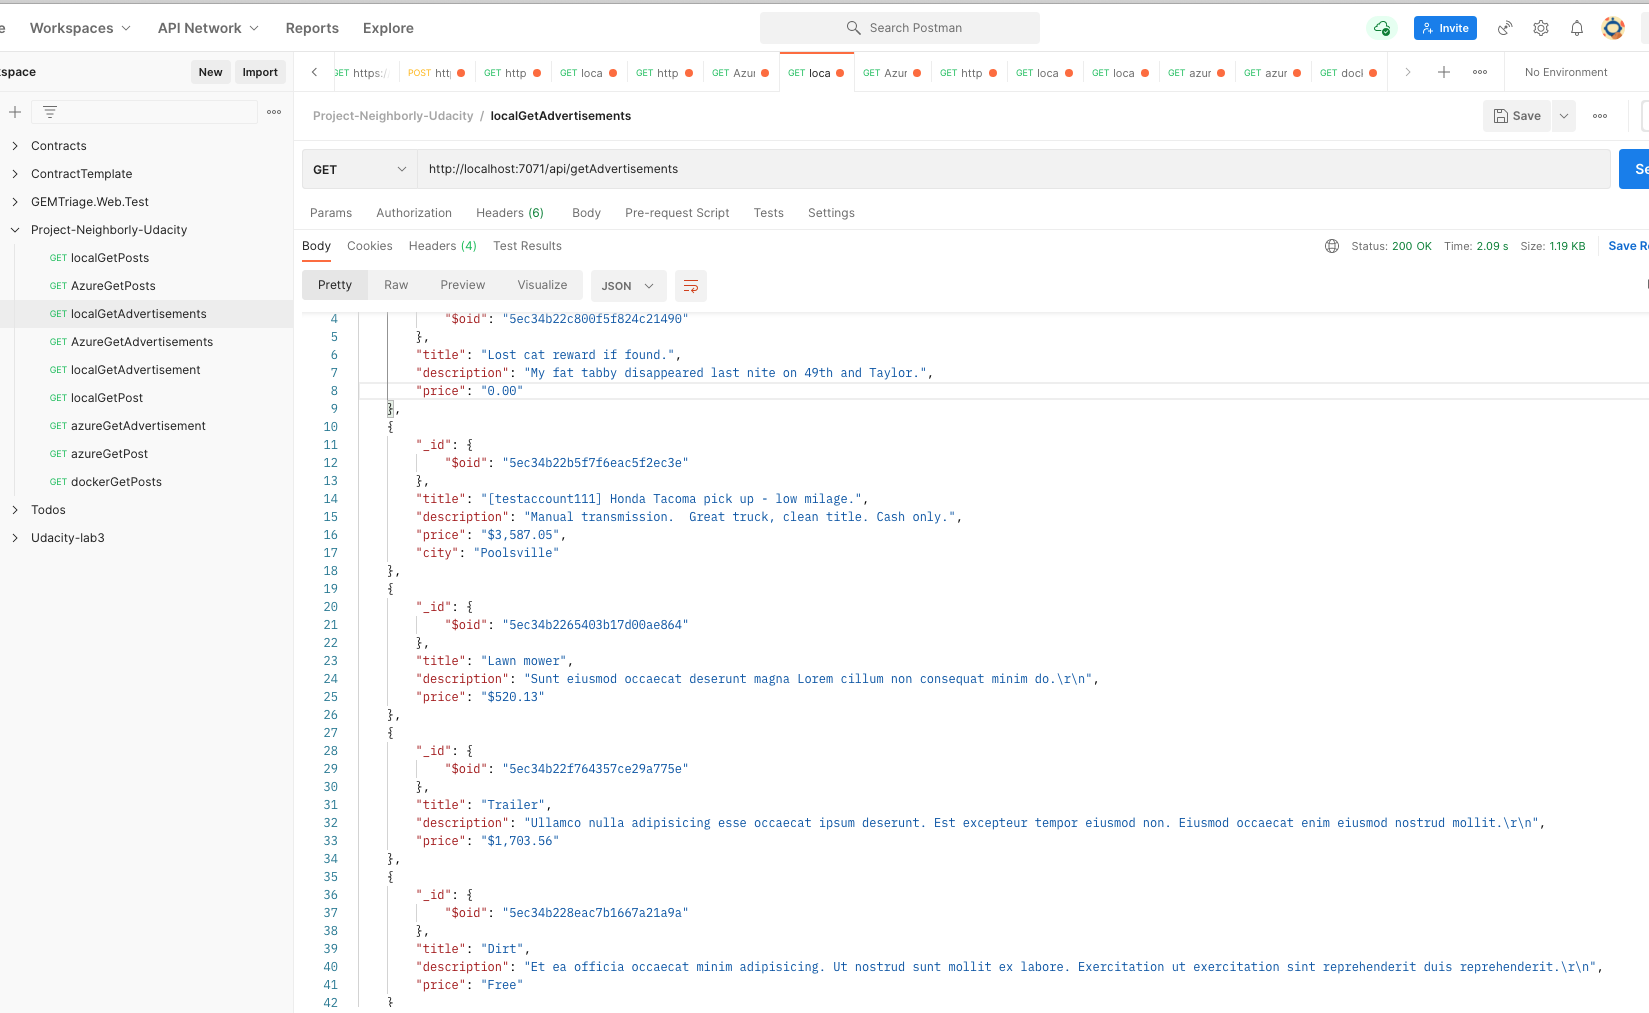 e Workspaces API Network Reports Explore Search Postman Invite
kspace New Import GET https:/ POST htt GET http GET loca GET http GET Azur GET loca GET Azur GET http GET loca GET loca GET azur GET azur GET dock No Environment
Project-Neighborly-Udacity / localGetAdvertisements Save
Contracts
ContractTemplate
GEMTriage.Web.Test
Project-Neighborly-Udacity
GET localGetPosts
GET AzureGetPosts
GET localGetAdvertisements
GET AzureGetAdvertisements
GET localGetAdvertisement
GET localGetPost
GET azureGetAdvertisement
GET azureGetPost
GET dockerGetPosts
Todos
Udacity-lab3
GET http://localhost:7071/api/getAdvertisements Se
Params Authorization Headers (6) Body Pre-request Script Tests Settings
Body Cookies Headers (4) Test Results Status: 200 OK Time: 2.09 s Size: 1.19 KB Save Re
Pretty Raw Preview Visualize JSON
4 "$oid": "5ec34b22c800f5f824c21490"
5 },
6 "title": "Lost cat reward if found.",
7 "description": "My fat tabby disappeared last nite on 49th and Taylor.",
8 "price": "0.00"
9 },
10 {
11 "_id": {
12 "$oid": "5ec34b22b5f7f6eac5f2ec3e"
13 },
14 "title": "[testaccount111] Honda Tacoma pick up - low milage.",
15 "description": "Manual transmission.  Great truck, clean title. Cash only.",
16 "price": "$3,587.05",
17 "city": "Poolsville"
18 },
19 {
20 "_id": {
21 "$oid": "5ec34b2265403b17d00ae864"
22 },
23 "title": "Lawn mower",
24 "description": "Sunt eiusmod occaecat deserunt magna Lorem cillum non consequat minim do.\r\n",
25 "price": "$520.13"
26 },
27 {
28 "_id": {
29 "$oid": "5ec34b22f764357ce29a775e"
30 },
31 "title": "Trailer",
32 "description": "Ullamco nulla adipisicing esse occaecat ipsum deserunt. Est excepteur tempor eiusmod non. Eiusmod occaecat enim eiusmod nostrud mollit.\r\n",
33 "price": "$1,703.56"
34 },
35 {
36 "_id": {
37 "$oid": "5ec34b228eac7b1667a21a9a"
38 },
39 "title": "Dirt",
40 "description": "Et ea officia occaecat minim adipisicing. Ut nostrud sunt mollit ex labore. Exercitation ut exercitation sint reprehenderit duis reprehenderit.\r\n",
41 "price": "Free"
42 }